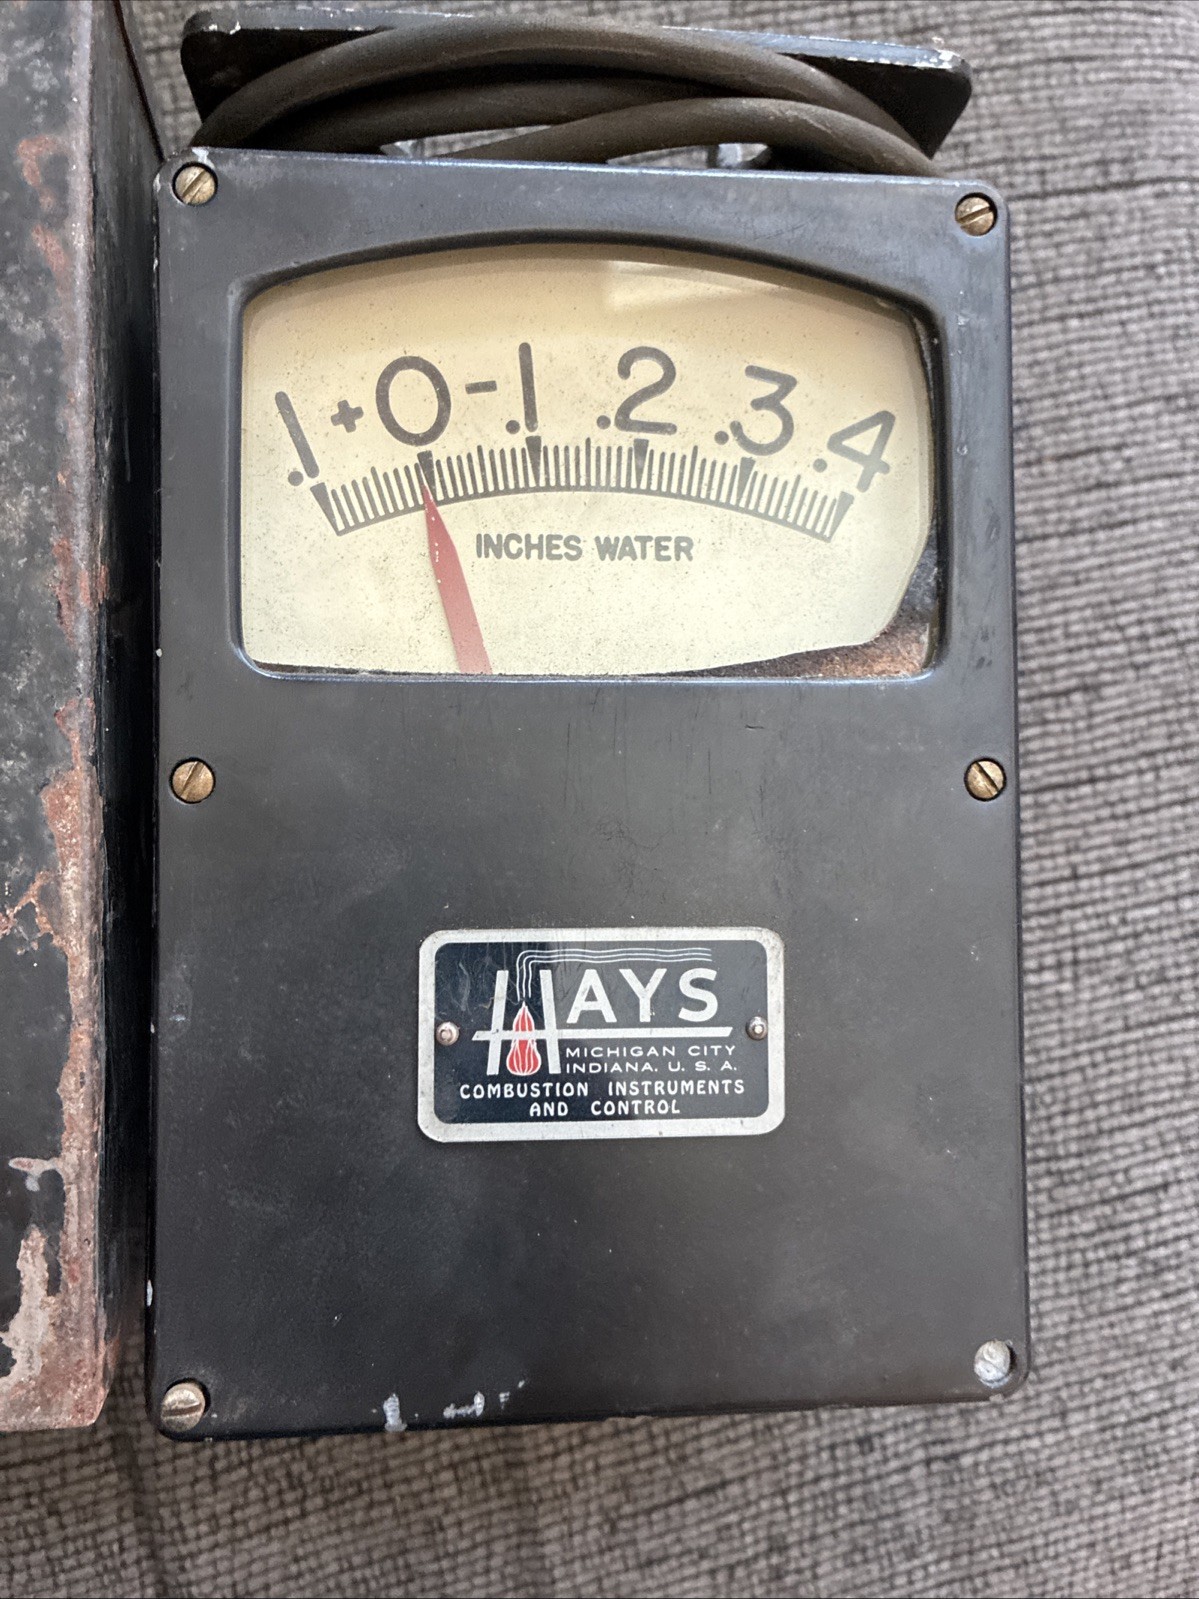 .1 + 0 - .1 .2 .3 .4
INCHES WATER
HAYS
MICHIGAN CITY
INDIANA. U. S. A.
COMBUSTION INSTRUMENTS
AND CONTROL